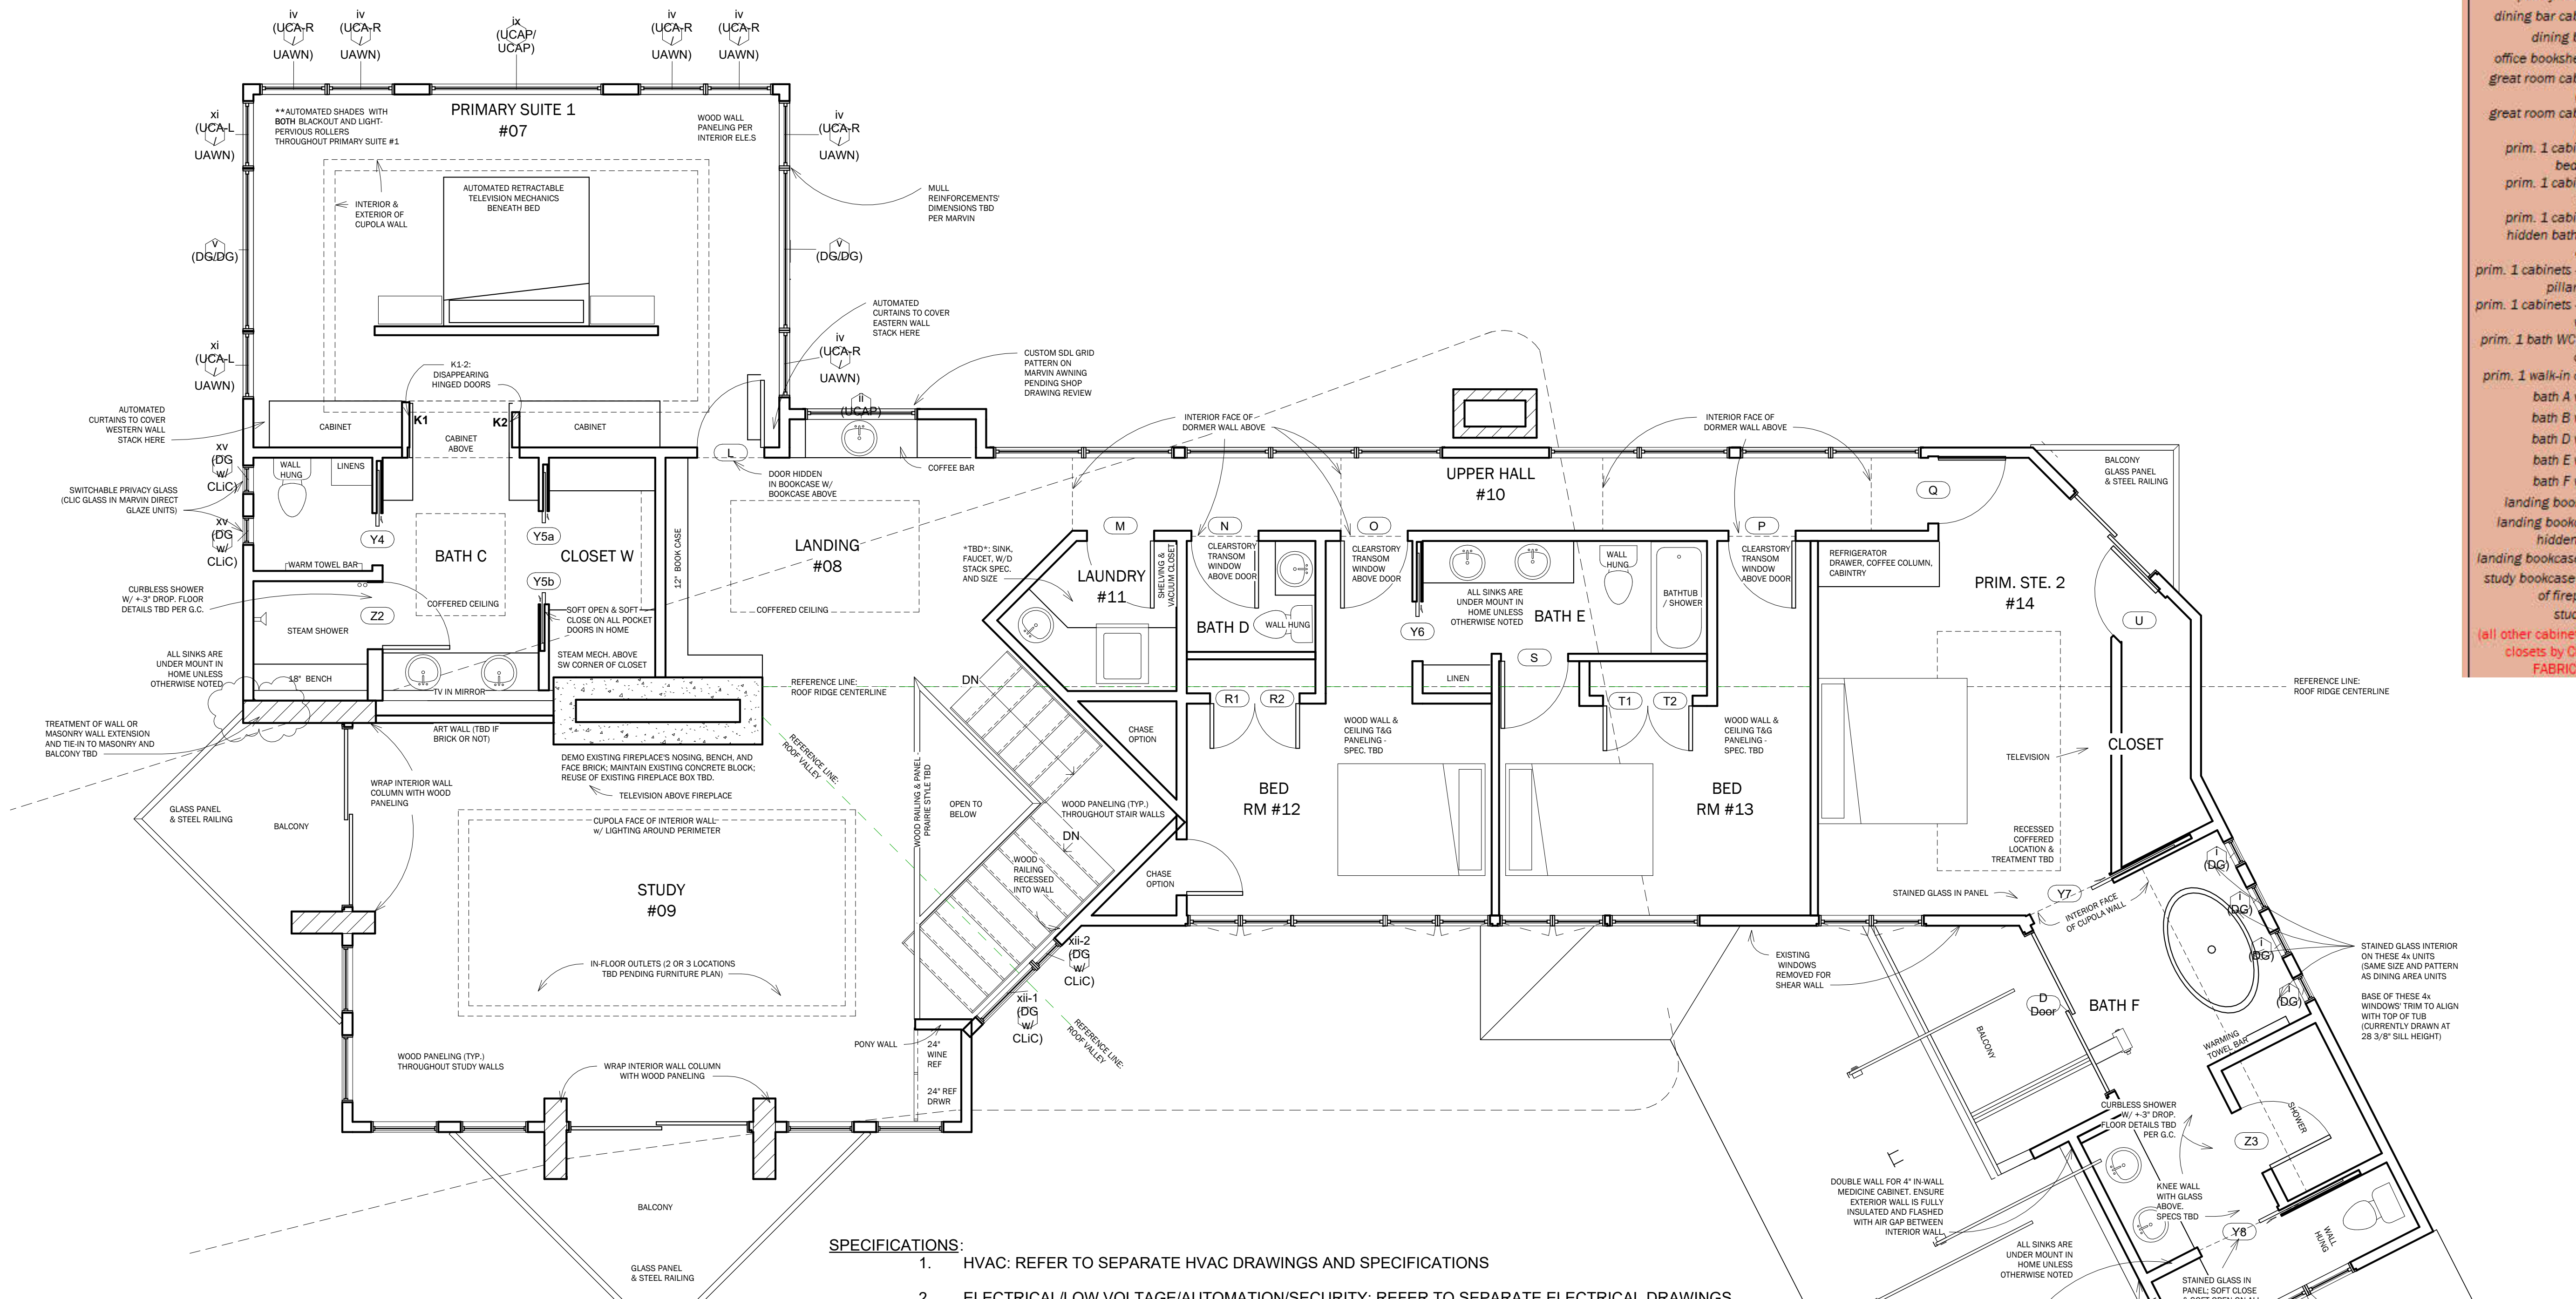 iv
(UCA-R
/
UAWN)
iv
(UCA-R
/
UAWN)
ix
(UCAP/
UCAP)
iv
(UCA-R
/
UAWN)
iv
(UCA-R
/
UAWN)
xi
(UCA-L
/
UAWN)
**AUTOMATED SHADES WITH
BOTH BLACKOUT AND LIGHT-
PERVIOUS ROLLERS
THROUGHOUT PRIMARY SUITE #1
PRIMARY SUITE 1
#07
WOOD WALL
PANELING PER
INTERIOR ELE.S
iv
(UCA-R
/
UAWN)
AUTOMATED RETRACTABLE
TELEVISION MECHANICS
BENEATH BED
INTERIOR &
EXTERIOR OF
CUPOLA WALL
MULL
REINFORCEMENTS'
DIMENSIONS TBD
PER MARVIN
v
(DG/DG)
v
(DG/DG)
AUTOMATED
CURTAINS TO COVER
EASTERN WALL
STACK HERE
xi
(UCA-L
/
UAWN)
iv
(UCA-R
/
UAWN)
K1-2:
DISAPPEARING
HINGED DOORS
CUSTOM SDL GRID
PATTERN ON
MARVIN AWNING
PENDING SHOP
DRAWING REVIEW
ii
(UCAP)
AUTOMATED
CURTAINS TO COVER
WESTERN WALL
STACK HERE
CABINET
K1
CABINET
ABOVE
K2
CABINET
L
COFFEE BAR
DOOR HIDDEN
IN BOOKCASE W/
BOOKCASE ABOVE
xv
(DG
w/
CLiC)
SWITCHABLE PRIVACY GLASS
(CLIC GLASS IN MARVIN DIRECT
GLAZE UNITS)
xv
(DG
w/
CLiC)
WALL
HUNG
LINENS
Y4
BATH C
Y5a
CLOSET W
Y5b
12" BOOK CASE
LANDING
#08
COFFERED CEILING
WARM TOWEL BAR
CURBLESS SHOWER
W/ +-3" DROP. FLOOR
DETAILS TBD PER G.C.
Z2
STEAM SHOWER
COFFERED CEILING
SOFT OPEN & SOFT
CLOSE ON ALL POCKET
DOORS IN HOME
STEAM MECH. ABOVE
SW CORNER OF CLOSET
ALL SINKS ARE
UNDER MOUNT IN
HOME UNLESS
OTHERWISE NOTED
18" BENCH
TV IN MIRROR
REFERENCE LINE:
ROOF RIDGE CENTERLINE
INTERIOR FACE OF
DORMER WALL ABOVE
INTERIOR FACE OF
DORMER WALL ABOVE
UPPER HALL
#10
M
N
O
P
Q
*TBD*: SINK,
FAUCET, W/D
STACK SPEC.
AND SIZE
LAUNDRY
#11
SHELVING &
VACUUM CLOSET
CLEARSTORY
TRANSOM
WINDOW
ABOVE DOOR
BATH D
WALL HUNG
CLEARSTORY
TRANSOM
WINDOW
ABOVE DOOR
Y6
ALL SINKS ARE
UNDER MOUNT IN
HOME UNLESS
OTHERWISE NOTED
BATH E
WALL
HUNG
BATHTUB
/ SHOWER
S
LINEN
CLEARSTORY
TRANSOM
WINDOW
ABOVE DOOR
REFRIGERATOR
DRAWER, COFFEE COLUMN,
CABINTRY
PRIM. STE. 2
#14
BALCONY
GLASS PANEL
& STEEL RAILING
U
REFERENCE LINE:
ROOF RIDGE CENTERLINE
DN
R1
R2
T1
T2
CHASE
OPTION
WOOD WALL &
CEILING T&G
PANELING -
SPEC. TBD
WOOD WALL &
CEILING T&G
PANELING -
SPEC. TBD
BED
RM #12
BED
RM #13
TELEVISION
CLOSET
RECESSED
COFFERED
LOCATION &
TREATMENT TBD
STAINED GLASS IN PANEL
Y7
INTERIOR FACE
OF CUPOLA WALL
TREATMENT OF WALL OR
MASONRY WALL EXTENSION
AND TIE-IN TO MASONRY AND
BALCONY TBD
ART WALL (TBD IF
BRICK OR NOT)
DEMO EXISTING FIREPLACE'S NOSING, BENCH, AND
FACE BRICK; MAINTAIN EXISTING CONCRETE BLOCK;
REUSE OF EXISTING FIREPLACE BOX TBD.
TELEVISION ABOVE FIREPLACE
REFERENCE LINE:
ROOF VALLEY
WRAP INTERIOR WALL
COLUMN WITH WOOD
PANELING
GLASS PANEL
& STEEL RAILING
BALCONY
CUPOLA FACE OF INTERIOR WALL
w/ LIGHTING AROUND PERIMETER
STUDY
#09
WOOD RAILING & PANEL
PRAIRIE STYLE TBD
OPEN TO
BELOW
WOOD PANELING (TYP.)
THROUGHOUT STAIR WALLS
DN
WOOD
RAILING
RECESSED
INTO WALL
CHASE
OPTION
IN-FLOOR OUTLETS (2 OR 3 LOCATIONS
TBD PENDING FURNITURE PLAN)
xii-2
(DG
w/
CLiC)
xii-1
(DG
w/
CLiC)
REFERENCE LINE:
ROOF VALLEY
PONY WALL
24"
WINE
REF
24" REF
DRWR
WOOD PANELING (TYP.)
THROUGHOUT STUDY WALLS
WRAP INTERIOR WALL COLUMN
WITH WOOD PANELING
BALCONY
GLASS PANEL
& STEEL RAILING
EXISTING
WINDOWS
REMOVED FOR
SHEAR WALL
BALCONY
D
Door
BATH F
i
(DG)
i
(DG)
i
(DG)
i
(DG)
STAINED GLASS INTERIOR
ON THESE 4x UNITS
(SAME SIZE AND PATTERN
AS DINING AREA UNITS
BASE OF THESE 4x
WINDOWS' TRIM TO ALIGN
WITH TOP OF TUB
(CURRENTLY DRAWN AT
28 3/8" SILL HEIGHT)
WARMING
TOWEL BAR
CURBLESS SHOWER
W/ +-3" DROP.
FLOOR DETAILS TBD
PER G.C.
SHOWER
Z3
DOUBLE WALL FOR 4" IN-WALL
MEDICINE CABINET. ENSURE
EXTERIOR WALL IS FULLY
INSULATED AND FLASHED
WITH AIR GAP BETWEEN
INTERIOR WALL.
KNEE WALL
WITH GLASS
ABOVE.
SPECS TBD
Y8
WALL
HUNG
ALL SINKS ARE
UNDER MOUNT IN
HOME UNLESS
OTHERWISE NOTED
STAINED GLASS IN
PANEL; SOFT CLOSE
SPECIFICATIONS:
1. HVAC: REFER TO SEPARATE HVAC DRAWINGS AND SPECIFICATIONS
2. ELECTRICAL/LOW VOLTAGE/AUTOMATION/SECURITY: REFER TO SEPARATE ELECTRICAL DRAWINGS
dining bar cab
dining b
office bookshe
great room cab
great room cab
prim. 1 cabi
bed
prim. 1 cabi
prim. 1 cabi
hidden bath
prim. 1 cabinets
pillar
prim. 1 cabinets
prim. 1 bath WC
prim. 1 walk-in c
bath A v
bath B v
bath D v
bath E v
bath F v
landing boo
landing bookc
hidden
landing bookcase
study bookcase
of firep
stud
(all other cabinet
closets by C
FABRIC